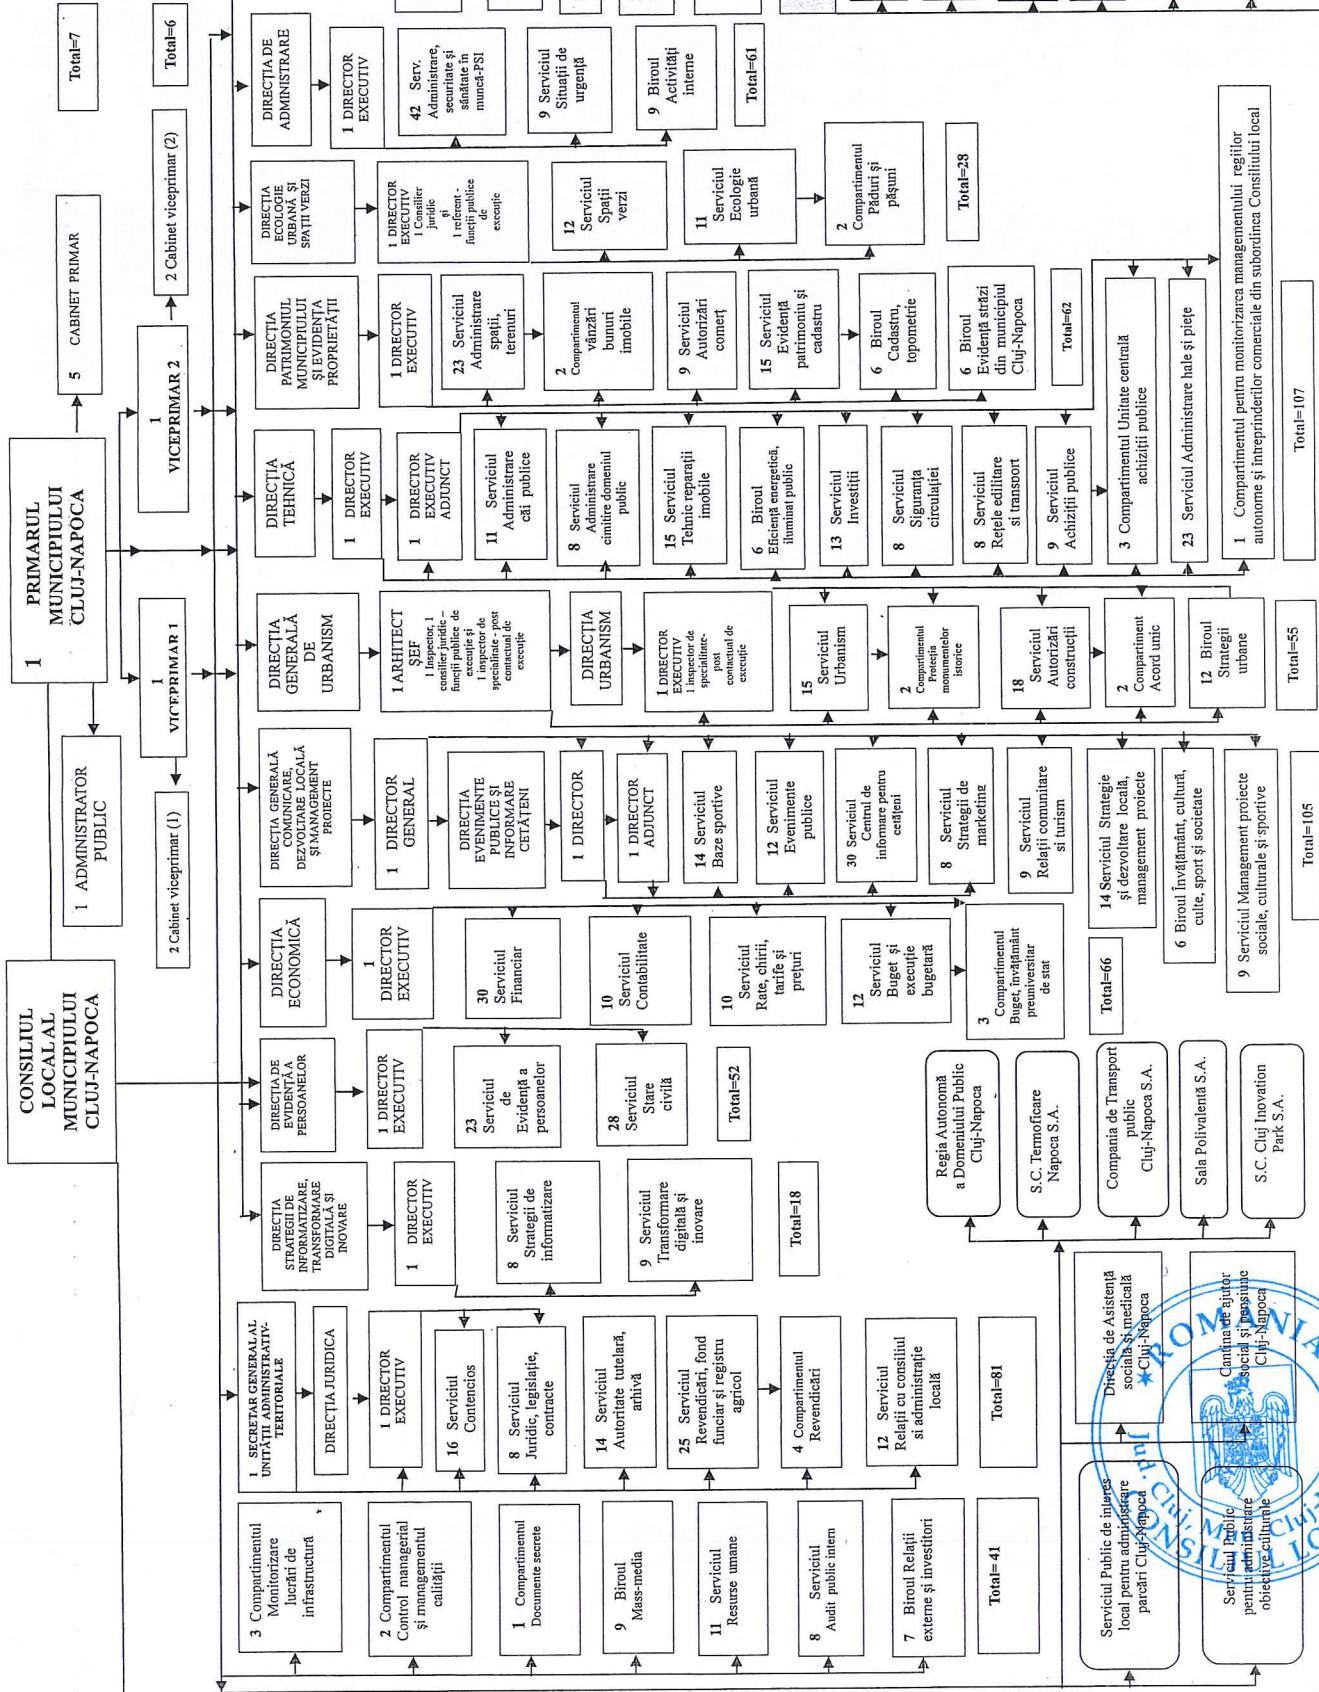 CONSILIUL
LOCAL AL
MUNICIPIULUI
CLUJ-NAPOCA
1 PRIMARUL
MUNICIPIULUI
CLUJ-NAPOCA
Total=7
1 ADMINISTRATOR
PUBLIC
5 CABINET PRIMAR
2 Cabinet viceprimar (1)
1
VICEPRIMAR 1
1
VICEPRIMAR 2
2 Cabinet viceprimar (2)
Total=6
3 Compartimentul
Monitorizare
lucrări de
infrastructură
2 Compartimentul
Control managerial
și managementul
calității
1 Compartimentul
Documente secrete
9 Biroul
Mass-media
11 Serviciul
Resurse umane
8 Serviciul
Audit public intern
7 Biroul Relații
externe și investitori
Total= 41
1 SECRETAR GENERAL AL
UNITĂȚII ADMINISTRATIV-
TERITORIALE
DIRECȚIA JURIDICA
1 DIRECTOR
EXECUTIV
16 Serviciul
Contencios
8 Serviciul
Juridic, legislație,
contracte
14 Serviciul
Autoritate tutelară,
arhivă
25 Serviciul
Revendicări, fond
funciar și registru
agricol
4 Compartimentul
Revendicări
12 Serviciul
Relații cu consiliul
si administrație
locală
Total=81
DIRECȚIA
STRATEGII DE
INFORMATIZARE,
TRANSFORMARE
DIGITALĂ ȘI
INOVARE
1 DIRECTOR
EXECUTIV
8 Serviciul
Strategii de
informatizare
9 Serviciul
Transformare
digitală și
inovare
Total=18
DIRECȚIA DE
EVIDENȚĂ A
PERSOANELOR
1 DIRECTOR
EXECUTIV
23 Serviciul
de
Evidență a
persoanelor
28 Serviciul
Stare
civilă
Total=52
DIRECȚIA
ECONOMICĂ
1
DIRECTOR
EXECUTIV
30 Serviciul
Financiar
10 Serviciul
Contabilitate
10 Serviciul
Rate, chirii,
tarife și
prețuri
12 Serviciul
Buget și
execuție
bugetară
3 Compartimentul
Buget, învățământ
preuniversitar
de stat
Total=66
DIRECȚIA GENERALĂ
COMUNICARE,
DEZVOLTARE LOCALĂ
ȘI MANAGEMENT
PROIECTE
1 DIRECTOR
GENERAL
DIRECȚIA
EVENIMENTE
PUBLICE ȘI
INFORMARE
CETĂȚENI
1 DIRECTOR
1 DIRECTOR
ADJUNCT
14 Serviciul
Baze sportive
12 Serviciul
Evenimente
publice
30 Serviciul
Centrul de
informare pentru
cetățeni
8 Serviciul
Strategii de
marketing
9 Serviciul
Relații comunitare
si turism
14 Serviciul Strategie
și dezvoltare locală,
management proiecte
6 Biroul Învățământ, cultură,
culte, sport și societate
9 Serviciul Management proiecte
sociale, culturale și sportive
Total=105
DIRECȚIA
GENERALĂ
DE
URBANISM
1 ARHITECT
ȘEF
1 Inspector, 1
consilier juridic –
funcții publice de
execuție și
1 inspector de
specialitate - post
contactual de
execuție
DIRECȚIA
URBANISM
1 DIRECTOR
EXECUTIV
1 inspector de
specialitate-
post
contactual de
execuție
15 Serviciul
Urbanism
2 Compartimentul
Protecția
monumentelor
istorice
18 Serviciul
Autorizări
construcții
2 Compartiment
Acord unic
12 Biroul
Strategii
urbane
Total=55
DIRECȚIA
TEHNICĂ
1 DIRECTOR
EXECUTIV
1 DIRECTOR
EXECUTIV
ADJUNCT
11 Serviciul
Administrare
căi publice
8 Serviciul
Administrare
cimitire domeniul
public
15 Serviciul
Tehnic reparații
imobile
6 Biroul
Eficiență energetică,
iluminat public
13 Serviciul
Investiții
8 Serviciul
Siguranța
circulației
8 Serviciul
Rețele edilitare
si transport
9 Serviciul
Achiziții publice
3 Compartimentul Unitate centrală
achiziții publice
23 Serviciul Administrare hale și piețe
1 Compartimentul pentru monitorizarea managementului regiilor
autonome și întreprinderilor comerciale din subordinea Consiliului local
Total=107
DIRECȚIA
PATRIMONIUL
MUNICIPIULUI
ȘI EVIDENȚA
PROPRIETĂȚII
1 DIRECTOR
EXECUTIV
23 Serviciul
Administrare
spații,
terenuri
2 Compartimentul
vânzări
bunuri
imobile
9 Serviciul
Autorizări
comerț
15 Serviciul
Evidență
patrimoniu și
cadastru
6 Biroul
Cadastru,
topometrie
6 Biroul
Evidență străzi
din municipiul
Cluj-Napoca
Total=62
DIRECȚIA
ECOLOGIE
URBANĂ ȘI
SPAȚII VERZI
1 DIRECTOR
EXECUTIV
1 Consilier
juridic
și
1 referent -
funcții publice
de
execuție
12 Serviciul
Spații
verzi
11 Serviciul
Ecologie
urbană
2 Compartimentul
Păduri și
pășuni
Total=28
DIRECȚIA DE
ADMINISTRARE
1 DIRECTOR
EXECUTIV
42 Serv.
Administrare,
securitate și
sănătate în
muncă-PSI
9 Serviciul
Situații de
urgență
9 Biroul
Activități
interne
Total=61
Regia Autonomă
a Domeniului Public
Cluj-Napoca
S.C. Termoficare
Napoca S.A.
Compania de Transport
public
Cluj-Napoca S.A.
Sala Polivalentă S.A.
S.C. Cluj Inovation
Park S.A.
Direcția de Asistență
socială și medicală
Cluj-Napoca
Cantina de ajutor
social și pensiune
Cluj-Napoca
Serviciul Public de interes
local pentru administrare
parcări Cluj-Napoca
Serviciul Public
pentru administrare
obiective culturale
ROMÂNIA
Jud. Cluj, Mun. Cluj-N
CONSILIUL LO